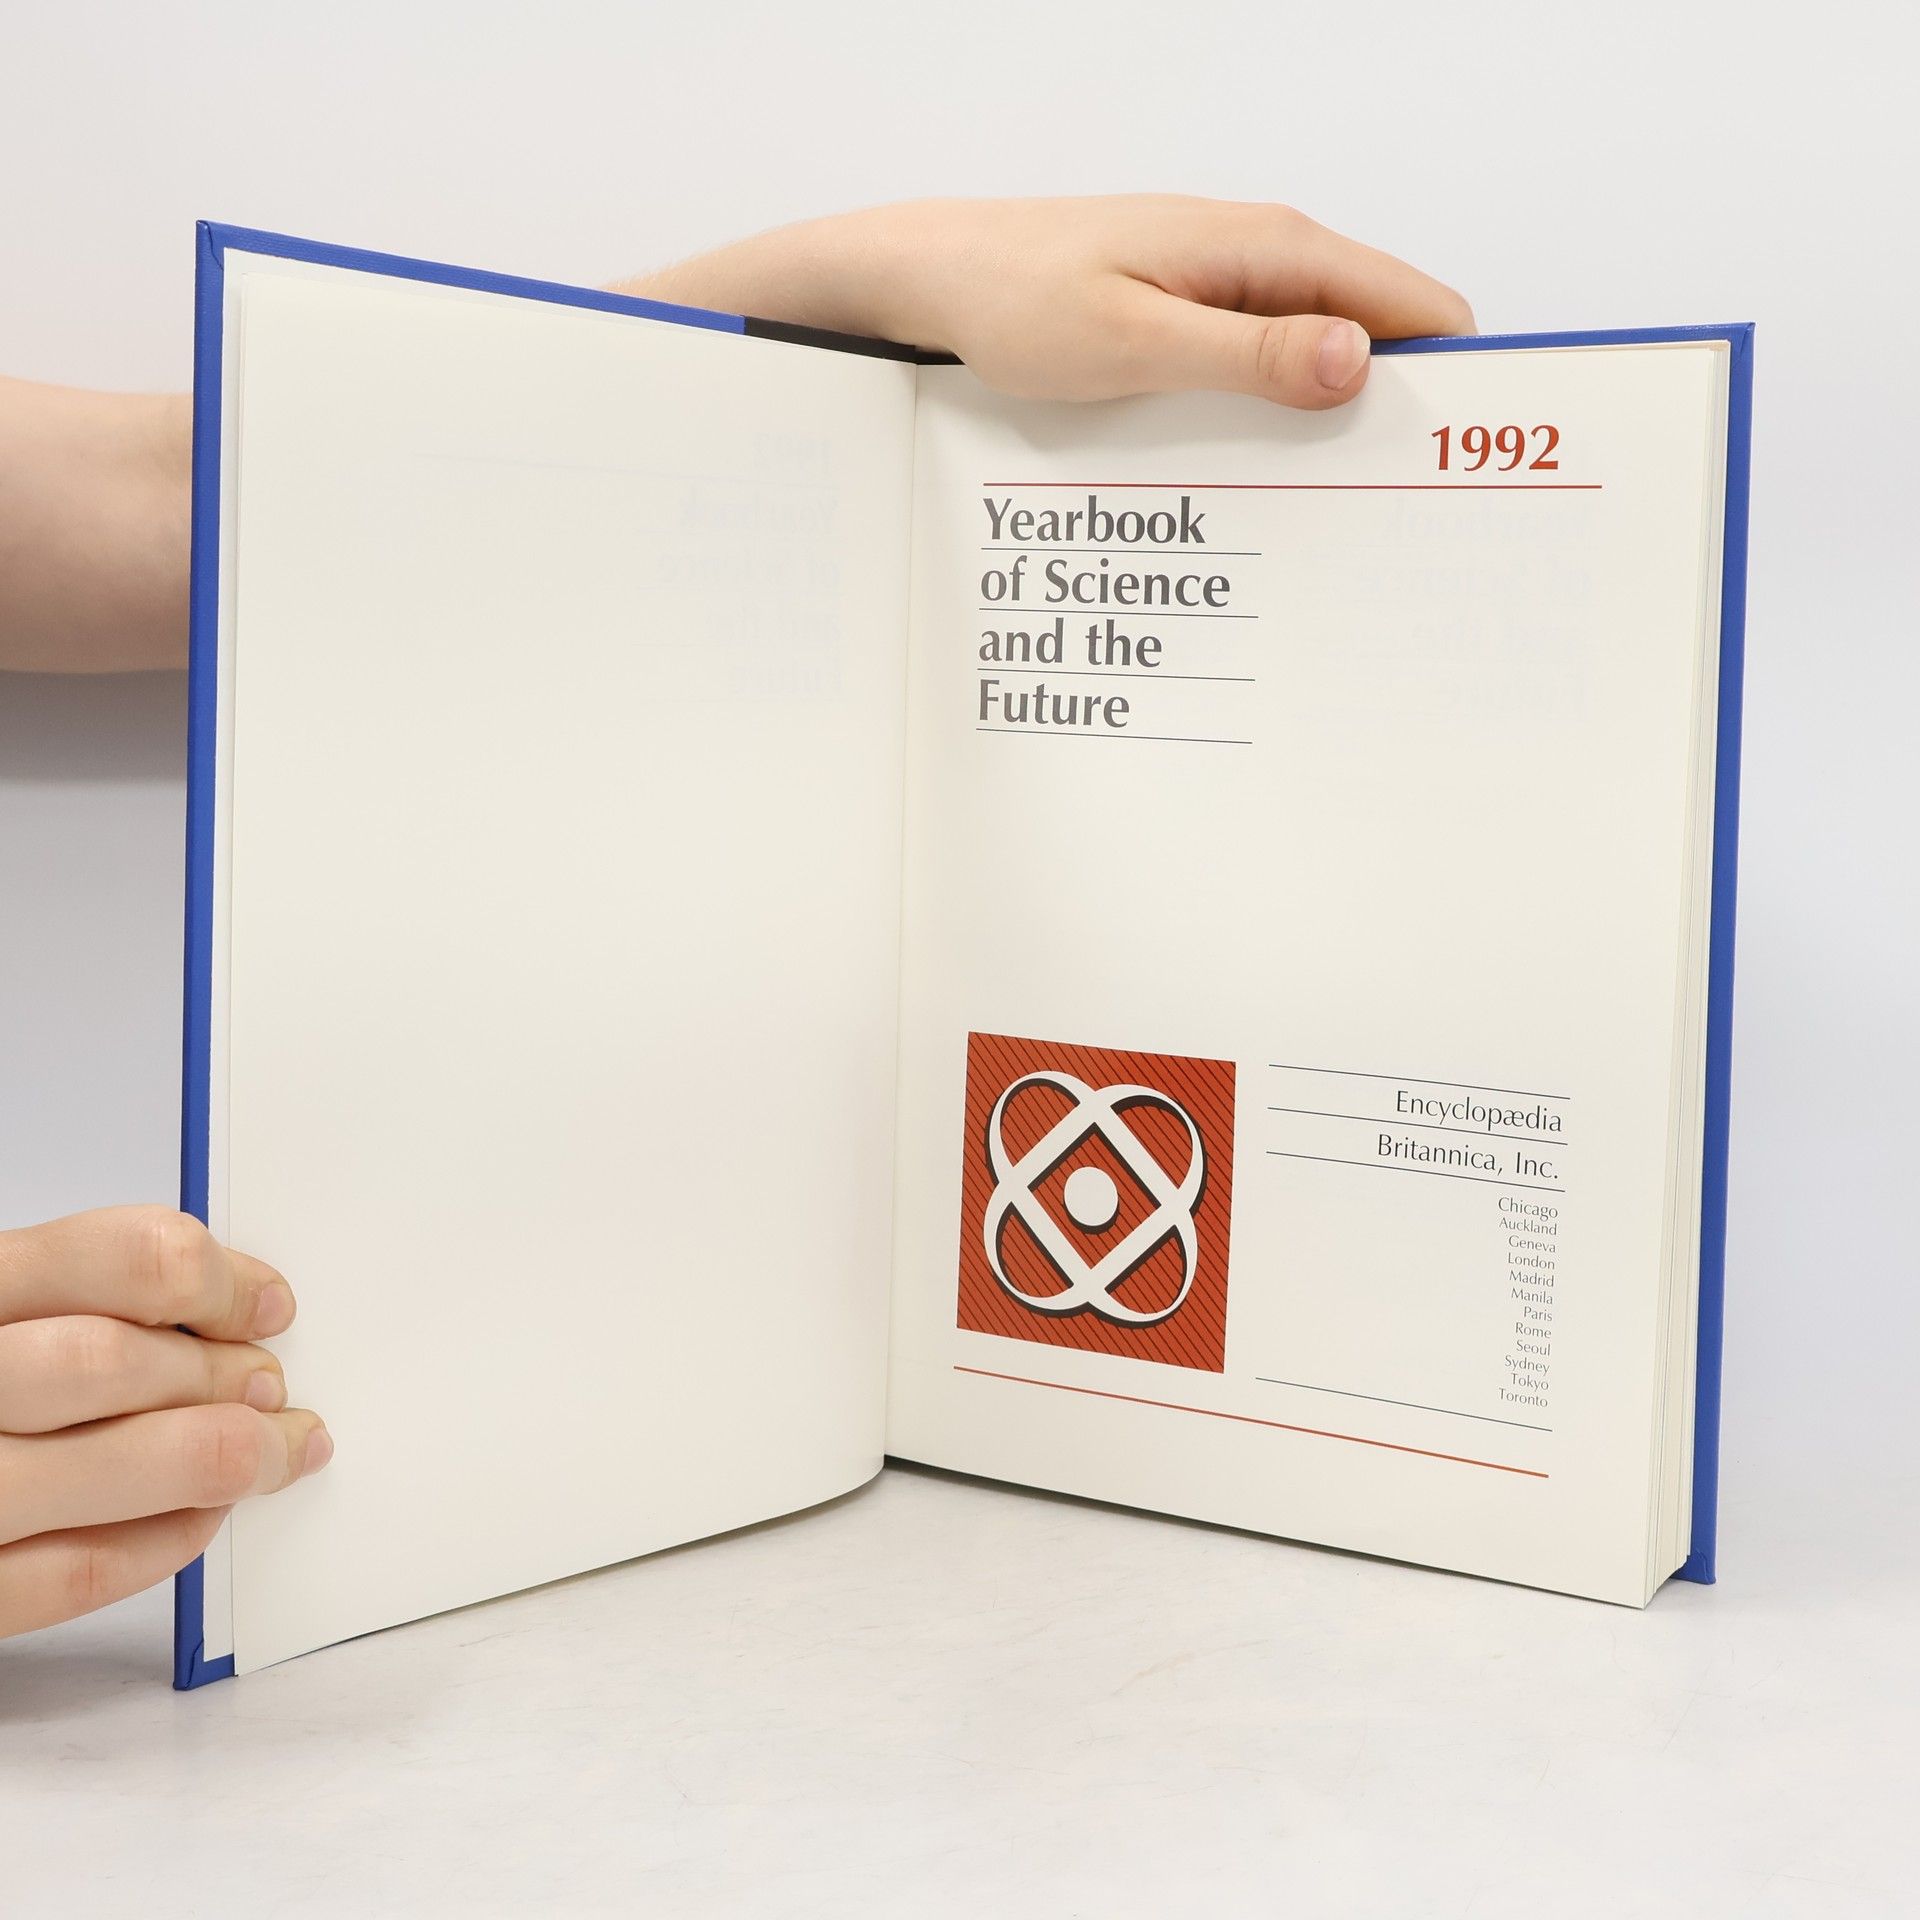 1992
Yearbook
of Science
and the
Future
Encyclopædia
Britannica, Inc.
Chicago
Auckland
Geneva
London
Madrid
Manila
Paris
Rome
Seoul
Sydney
Tokyo
Toronto